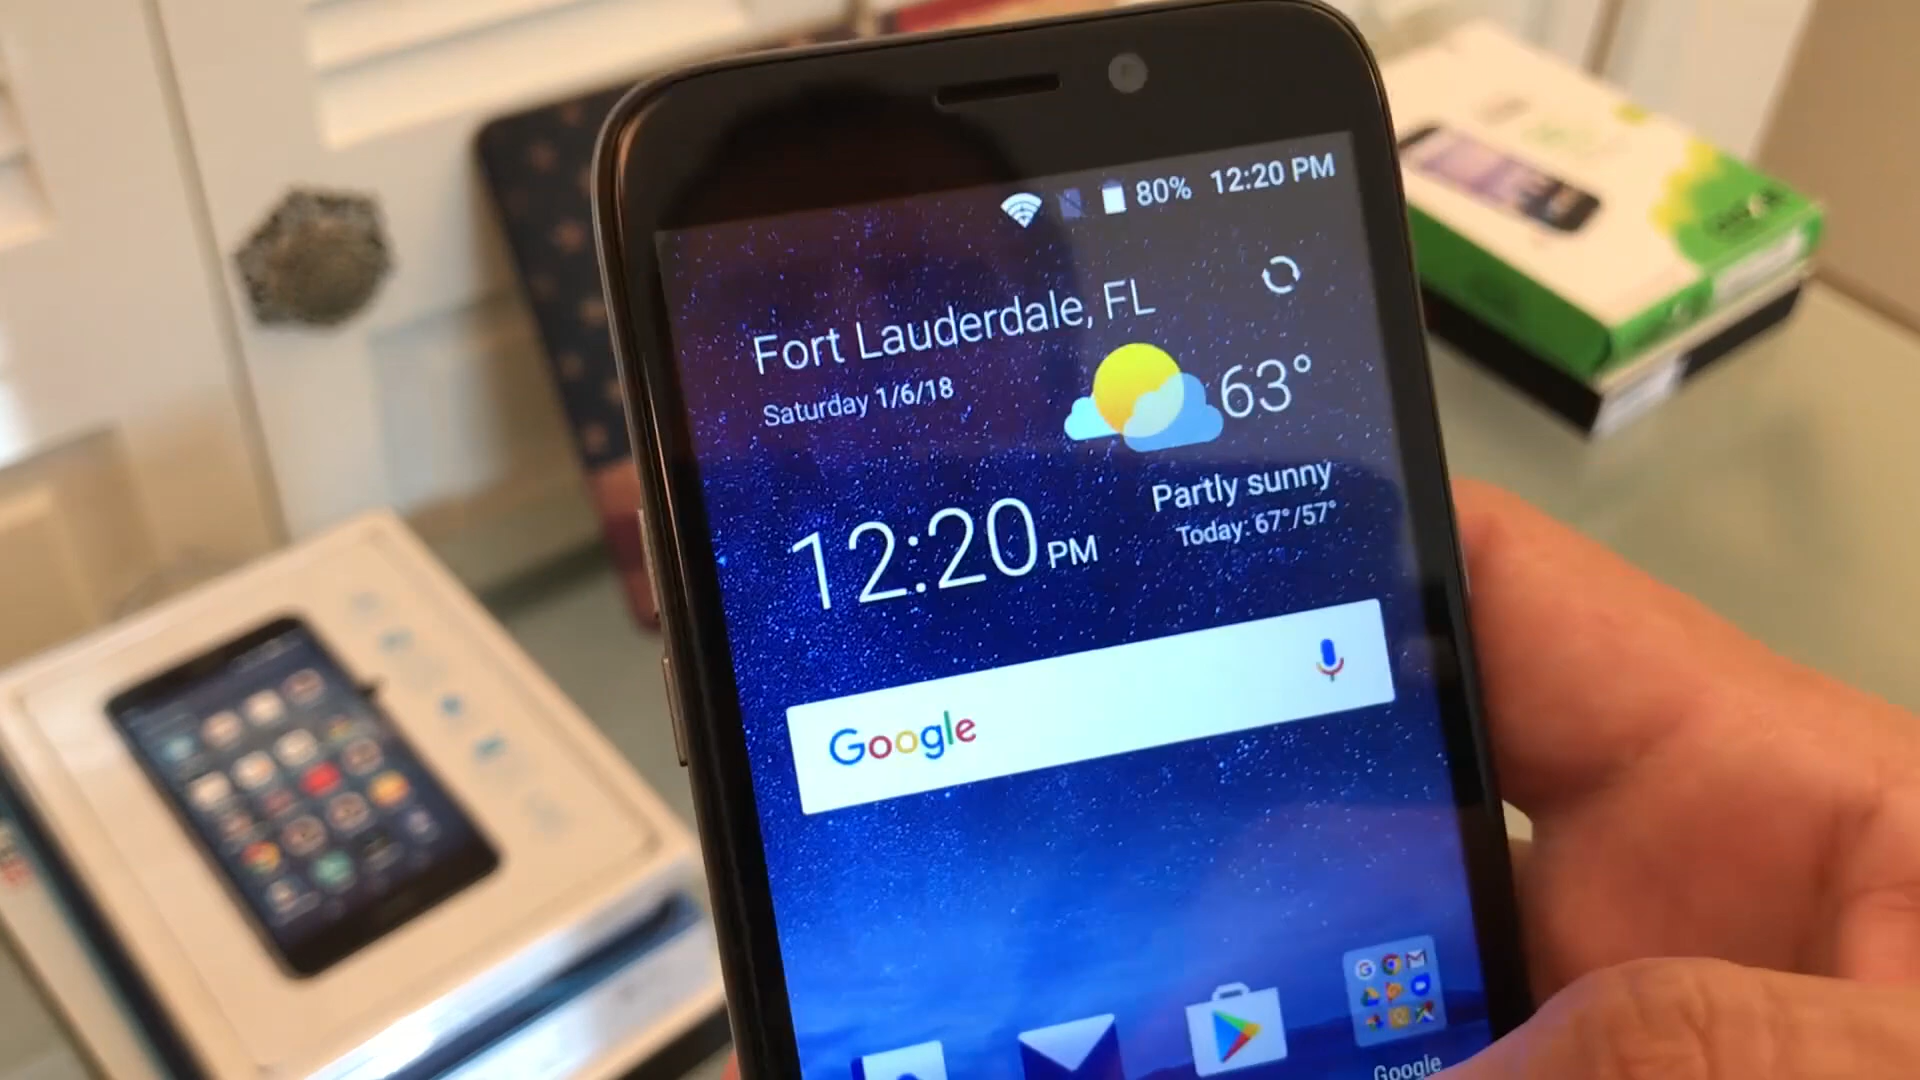 80% 12:20 PM
Fort Lauderdale, FL
Saturday 1/6/18
63°
12:20 PM
Partly sunny
Today: 67°/57°
Google
Google